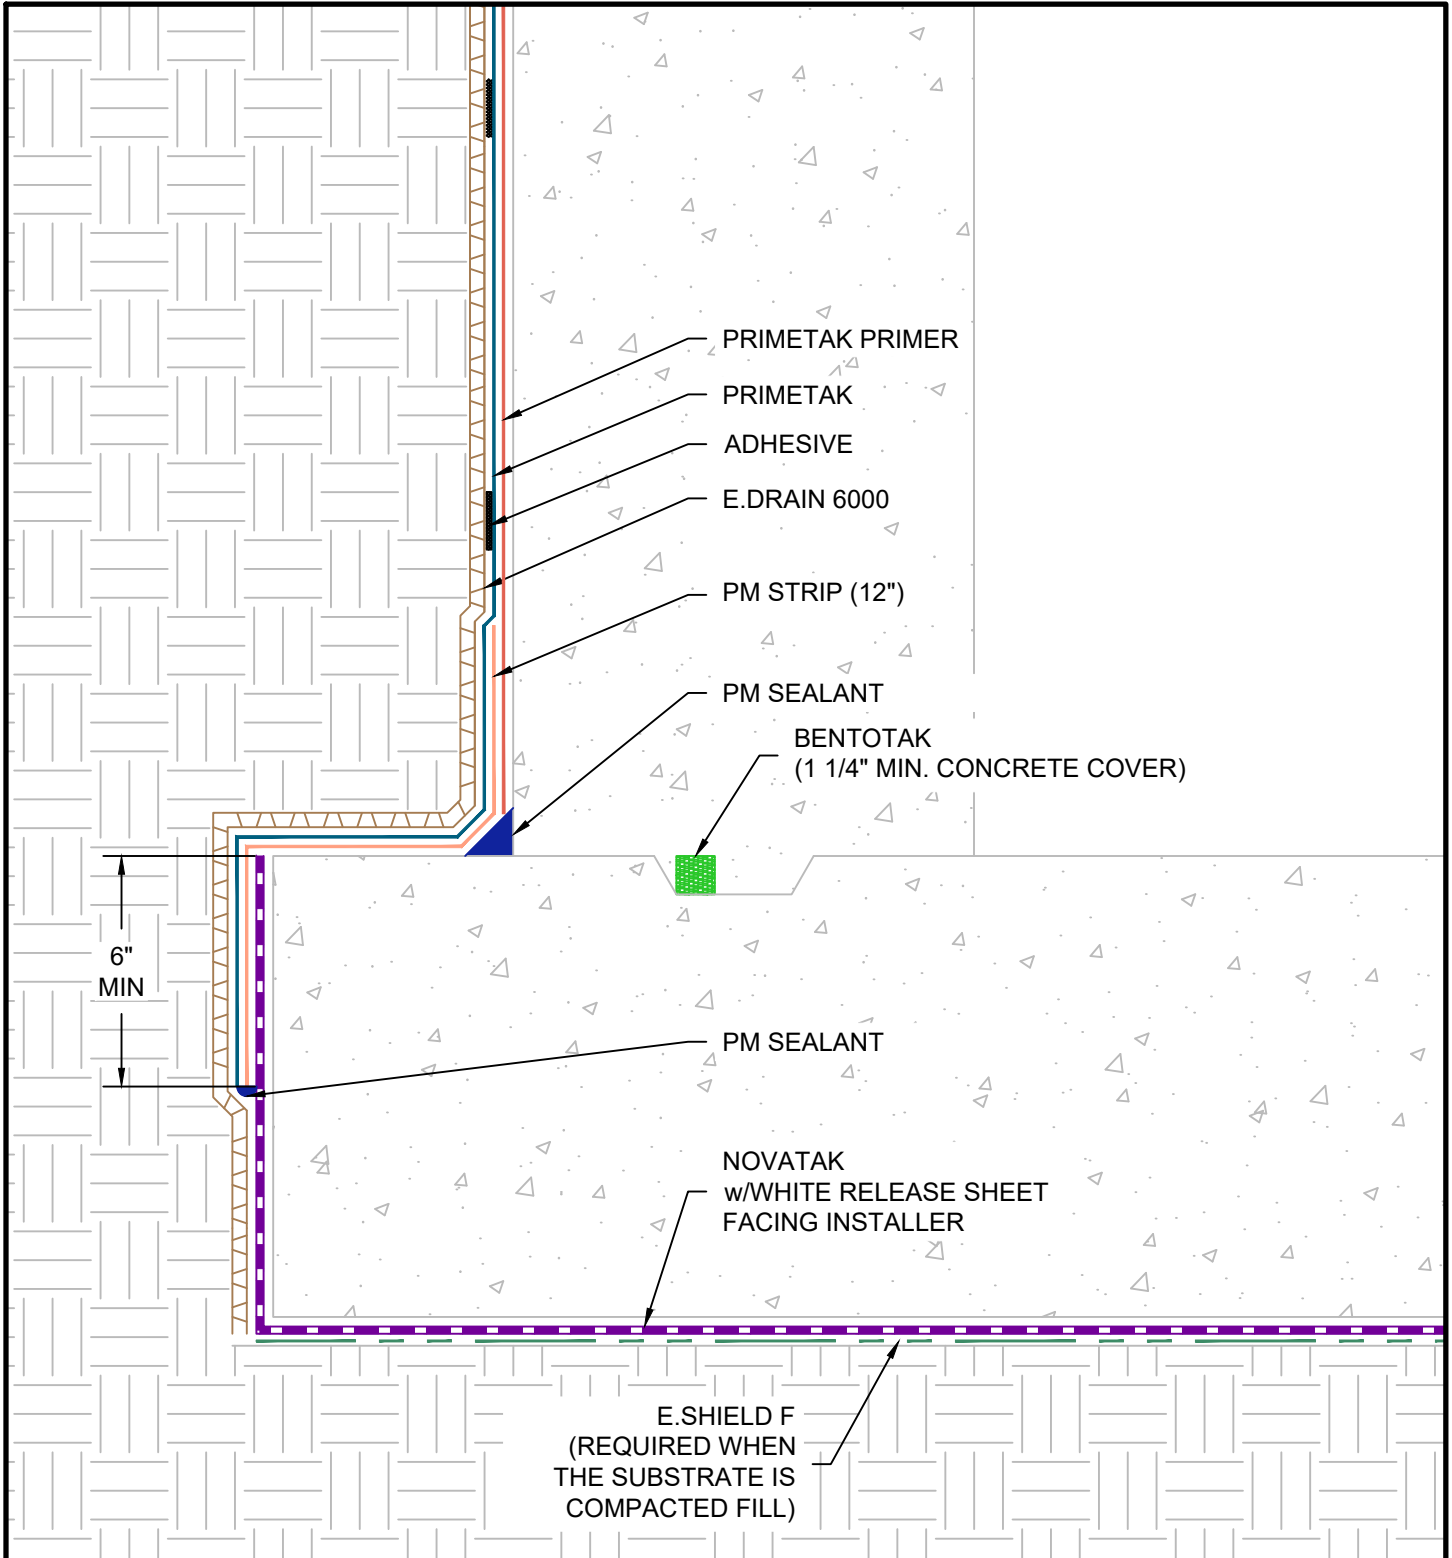 PRIMETAK PRIMER
PRIMETAK
ADHESIVE
E.DRAIN 6000
PM STRIP (12")
PM SEALANT
BENTOTAK
(1 1/4" MIN. CONCRETE COVER)
6"
MIN
PM SEALANT
NOVATAK
w/WHITE RELEASE SHEET
FACING INSTALLER
E.SHIELD F
(REQUIRED WHEN
THE SUBSTRATE IS
COMPACTED FILL)